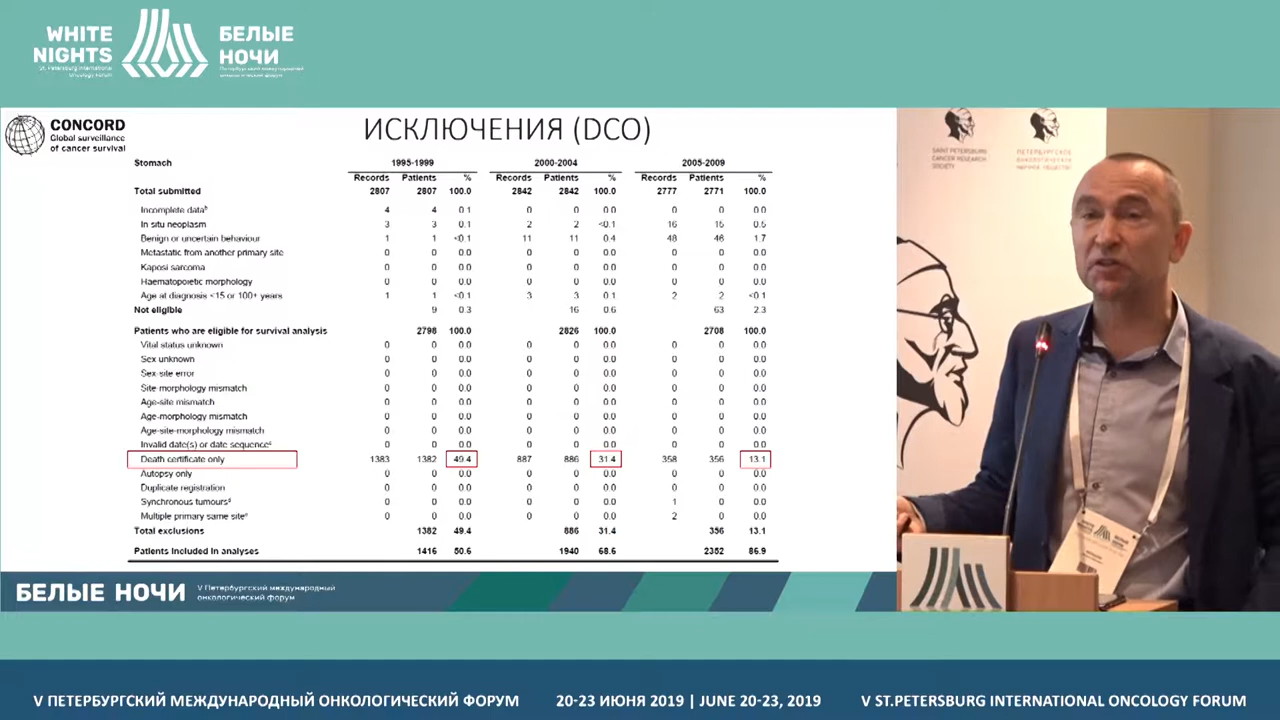 WHITE
NIGHTS
St. Petersburg International
Oncology Forum
БЕЛЫЕ
НОЧИ
Петербургский международный
онкологический форум
CONCORD
Global surveillance
of cancer survival
ИСКЛЮЧЕНИЯ (DCO)
Stomach 1995-1999 2000-2004 2005-2009
Records Patients % Records Patients % Records Patients %
Total submitted 2807 2807 100.0 2842 2842 100.0 2777 2771 100.0
Incomplete data 4 4 0.1 0 0 0.0 0 0 0.0
In situ neoplasm 3 3 0.1 2 2 <0.1 16 15 0.5
Benign or uncertain behaviour 1 1 <0.1 11 11 0.4 48 46 1.7
Metastatic from another primary site 0 0 0.0 0 0 0.0 0 0 0.0
Kaposi sarcoma 0 0 0.0 0 0 0.0 0 0 0.0
Haematopoietic morphology 0 0 0.0 0 0 0.0 0 0 0.0
Age at diagnosis <15 or 100+ years 1 1 <0.1 3 3 0.1 2 2 <0.1
Not eligible 9 0.3 16 0.6 63 2.3
Patients who are eligible for survival analysis 2798 100.0 2826 100.0 2708 100.0
Vital status unknown 0 0 0.0 0 0 0.0 0 0 0.0
Sex unknown 0 0 0.0 0 0 0.0 0 0 0.0
Sex-site error 0 0 0.0 0 0 0.0 0 0 0.0
Site-morphology mismatch 0 0 0.0 0 0 0.0 0 0 0.0
Age-site mismatch 0 0 0.0 0 0 0.0 0 0 0.0
Age-morphology mismatch 0 0 0.0 0 0 0.0 0 0 0.0
Age-site-morphology mismatch 0 0 0.0 0 0 0.0 0 0 0.0
Invalid date(s) or date sequence 0 0 0.0 0 0 0.0 0 0 0.0
Death certificate only 1383 1382 49.4 887 886 31.4 358 356 13.1
Autopsy only 0 0 0.0 0 0 0.0 0 0 0.0
Duplicate registration 0 0 0.0 0 0 0.0 0 0 0.0
Synchronous tumours 0 0 0.0 0 0 0.0 1 0 0.0
Multiple primary same site 0 0 0.0 0 0 0.0 2 0 0.0
Total exclusions 1382 49.4 886 31.4 356 13.1
Patients included in analyses 1416 50.6 1940 68.6 2352 86.9
SAINT PETERSBURG
CANCER RESEARCH
SOCIETY
ПЕТЕРБУРГСКОЕ
ОНКОЛОГИЧЕСКОЕ
НАУЧНОЕ ОБЩЕСТВО
БЕЛЫЕ НОЧИ
V Петербургский международный
онкологический форум
V ПЕТЕРБУРГСКИЙ МЕЖДУНАРОДНЫЙ ОНКОЛОГИЧЕСКИЙ ФОРУМ 20-23 ИЮНЯ 2019 | JUNE 20-23, 2019 V ST.PETERSBURG INTERNATIONAL ONCOLOGY FORUM